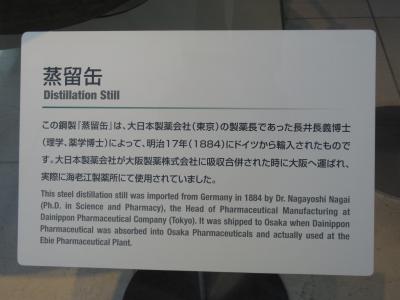 蒸留缶
Distillation Still
この鋼製『蒸留缶』は、大日本製薬会社（東京）の製薬長であった長井長義博士
（理学、薬学博士）によって、明治17年（1884）にドイツから輸入されたもので
す。大日本製薬会社が大阪製薬株式会社に吸収合併された時に大阪へ運ばれ、
実際に海老江製薬所にて使用されていました。
This steel distillation still was imported from Germany in 1884 by Dr. Nagayoshi Nagai
(Ph.D. in Science and Pharmacy), the Head of Pharmaceutical Manufacturing at
Dainippon Pharmaceutical Company (Tokyo). It was shipped to Osaka when Dainippon
Pharmaceutical was absorbed into Osaka Pharmaceuticals and actually used at the
Ebie Pharmaceutical Plant.